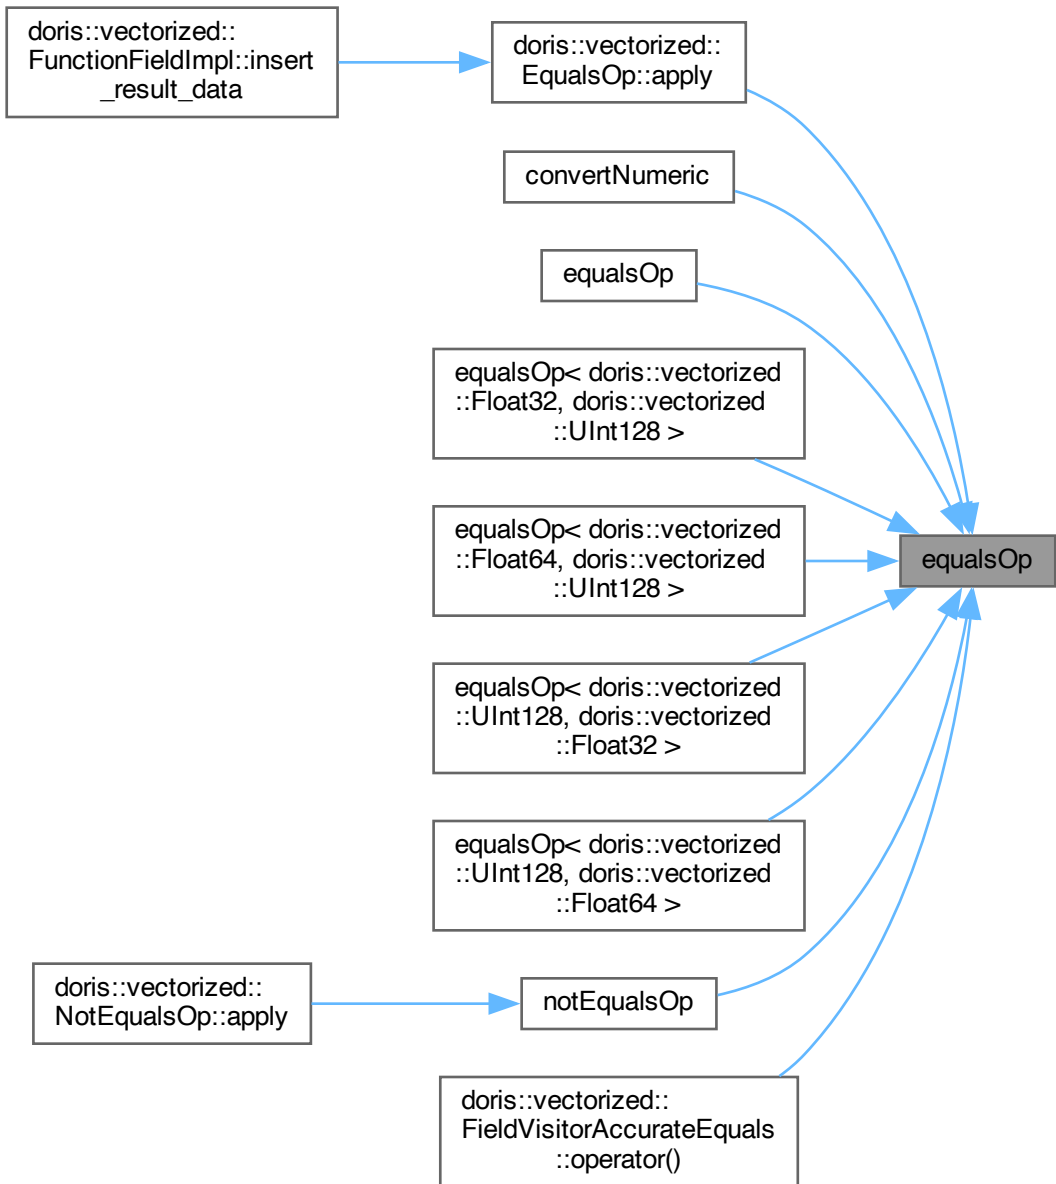 doris::vectorized::
FunctionFieldImpl::insert
_result_data
doris::vectorized::
EqualsOp::apply
convertNumeric
equalsOp
equalsOp< doris::vectorized
::Float32, doris::vectorized
::UInt128 >
equalsOp< doris::vectorized
::Float64, doris::vectorized
::UInt128 >
equalsOp
equalsOp< doris::vectorized
::UInt128, doris::vectorized
::Float32 >
equalsOp< doris::vectorized
::UInt128, doris::vectorized
::Float64 >
doris::vectorized::
NotEqualsOp::apply
notEqualsOp
doris::vectorized::
FieldVisitorAccurateEquals
::operator()